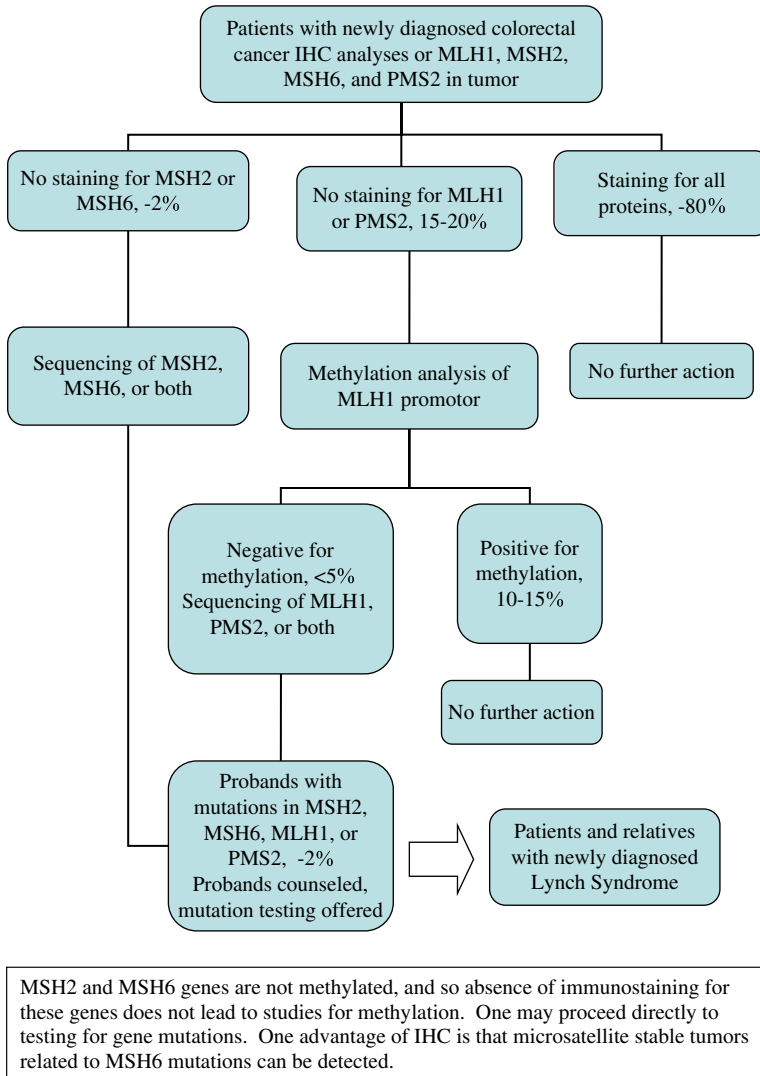 Patients with newly diagnosed colorectal
cancer IHC analyses or MLH1, MSH2,
MSH6, and PMS2 in tumor
No staining for MSH2 or
MSH6, -2%
No staining for MLH1
or PMS2, 15-20%
Staining for all
proteins, -80%
Sequencing of MSH2,
MSH6, or both
Methylation analysis of
MLH1 promotor
No further action
Negative for
methylation, <5%
Sequencing of MLH1,
PMS2, or both
Positive for
methylation,
10-15%
No further action
Probands with
mutations in MSH2,
MSH6, MLH1, or
PMS2, -2%
Probands counseled,
mutation testing offered
Patients and relatives
with newly diagnosed
Lynch Syndrome
MSH2 and MSH6 genes are not methylated, and so absence of immunostaining for
these genes does not lead to studies for methylation. One may proceed directly to
testing for gene mutations. One advantage of IHC is that microsatellite stable tumors
related to MSH6 mutations can be detected.